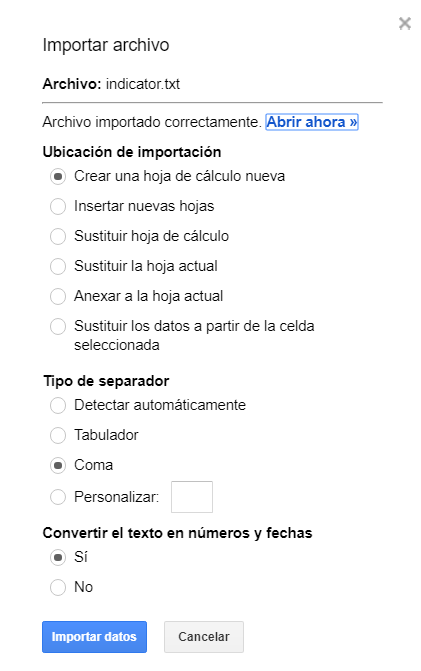 Importar archivo
Archivo: indicator.txt
Archivo importado correctamente. Abrir ahora »
Ubicación de importación
Crear una hoja de cálculo nueva
Insertar nuevas hojas
Sustituir hoja de cálculo
Sustituir la hoja actual
Anexar a la hoja actual
Sustituir los datos a partir de la celda
seleccionada
Tipo de separador
Detectar automáticamente
Tabulador
Coma
Personalizar:
Convertir el texto en números y fechas
Sí
No
Importar datos Cancelar